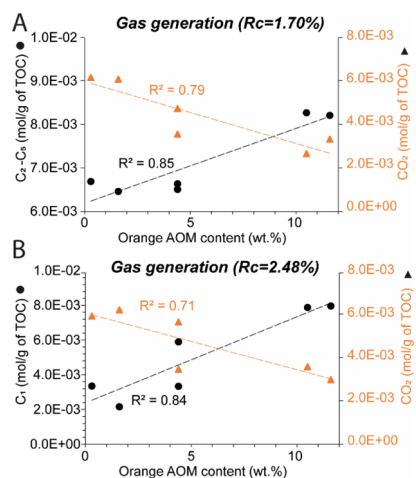 A
Gas generation (Rc=1.70%)
C₂-C₅ (mol/g of TOC)
1.0E-02
9.0E-03
8.0E-03
7.0E-03
6.0E-03
R² = 0.79
R² = 0.85
8.0E-03
6.0E-03
4.0E-03
2.0E-03
0.0E+00
CO₂ (mol/g of TOC)
0
5
10
Orange AOM content (wt.%)
B
Gas generation (Rc=2.48%)
C₁ (mol/g of TOC)
1.0E-02
8.0E-03
6.0E-03
4.0E-03
2.0E-03
0.0E+00
R² = 0.71
R² = 0.84
8.0E-03
6.0E-03
4.0E-03
2.0E-03
0.0E+00
CO₂ (mol/g of TOC)
0
5
10
Orange AOM content (wt.%)